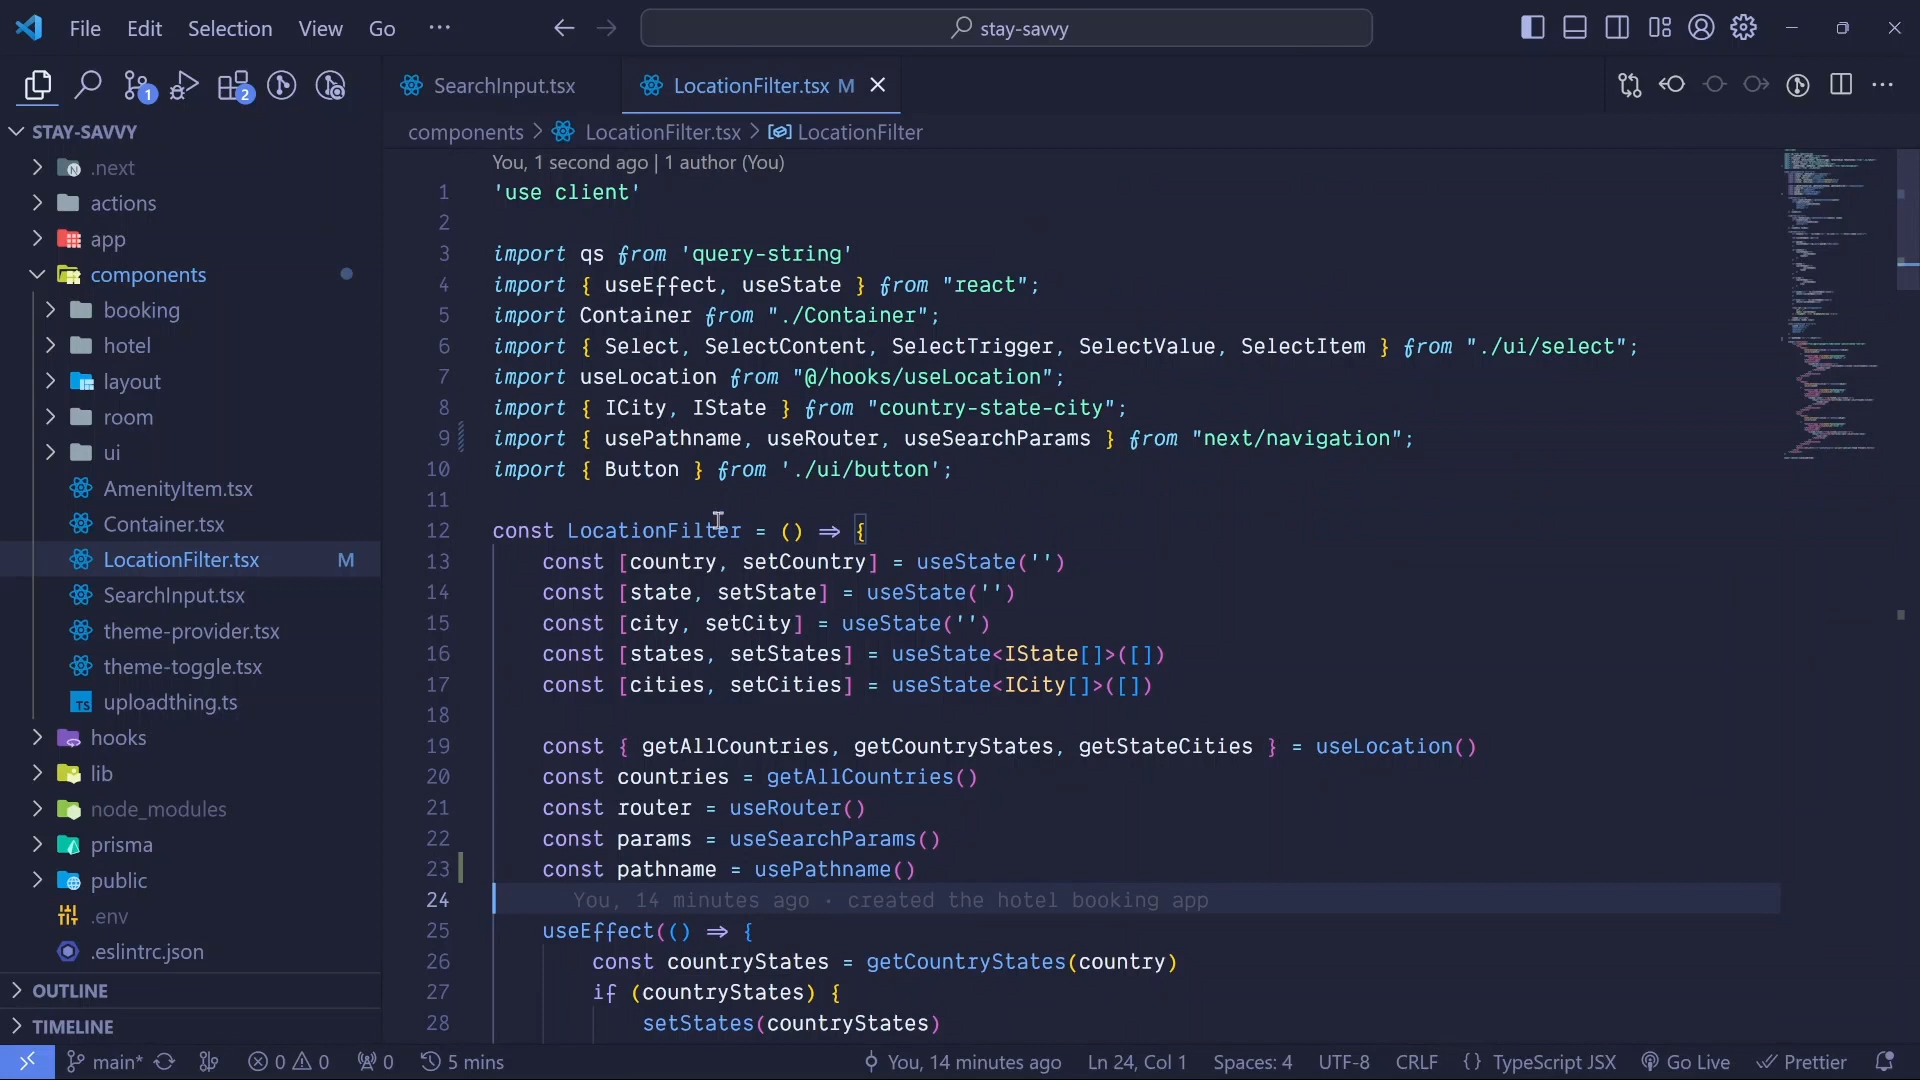 File Edit Selection View Go ···
stay-savvy
1
2
SearchInput.tsx
LocationFilter.tsx M
STAY-SAVVY
.next
actions
app
components
booking
hotel
layout
room
ui
AmenityItem.tsx
Container.tsx
LocationFilter.tsx M
SearchInput.tsx
theme-provider.tsx
theme-toggle.tsx
TS uploadthing.ts
hooks
lib
node_modules
prisma
public
.env
.eslintrc.json
OUTLINE
TIMELINE
components > LocationFilter.tsx > LocationFilter
You, 1 second ago | 1 author (You)
1 'use client'
2
3 import qs from 'query-string'
4 import { useEffect, useState } from "react";
5 import Container from "./Container";
6 import { Select, SelectContent, SelectTrigger, SelectValue, SelectItem } from "./ui/select";
7 import useLocation from "@/hooks/useLocation";
8 import { ICity, IState } from "country-state-city";
9 import { usePathname, useRouter, useSearchParams } from "next/navigation";
10 import { Button } from './ui/button';
11
12 const LocationFilter = () => {
13 const [country, setCountry] = useState('')
14 const [state, setState] = useState('')
15 const [city, setCity] = useState('')
16 const [states, setStates] = useState<IState[]>([])
17 const [cities, setCities] = useState<ICity[]>([])
18
19 const { getAllCountries, getCountryStates, getStateCities } = useLocation()
20 const countries = getAllCountries()
21 const router = useRouter()
22 const params = useSearchParams()
23 const pathname = usePathname()
24 You, 14 minutes ago · created the hotel booking app
25 useEffect(() => {
26 const countryStates = getCountryStates(country)
27 if (countryStates) {
28 setStates(countryStates)
main* 0 0 0 5 mins You, 14 minutes ago Ln 24, Col 1 Spaces: 4 UTF-8 CRLF {} TypeScript JSX Go Live Prettier